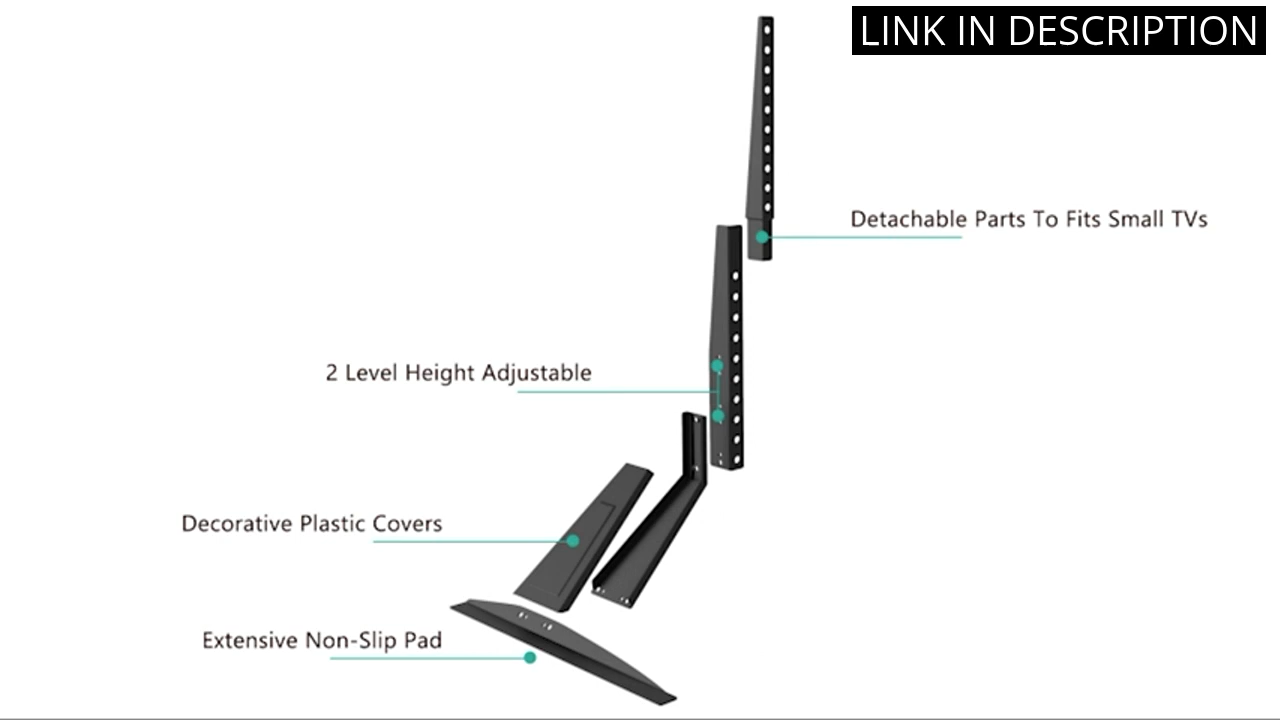 LINK IN DESCRIPTION
Detachable Parts To Fits Small TVs
2 Level Height Adjustable
Decorative Plastic Covers
Extensive Non-Slip Pad